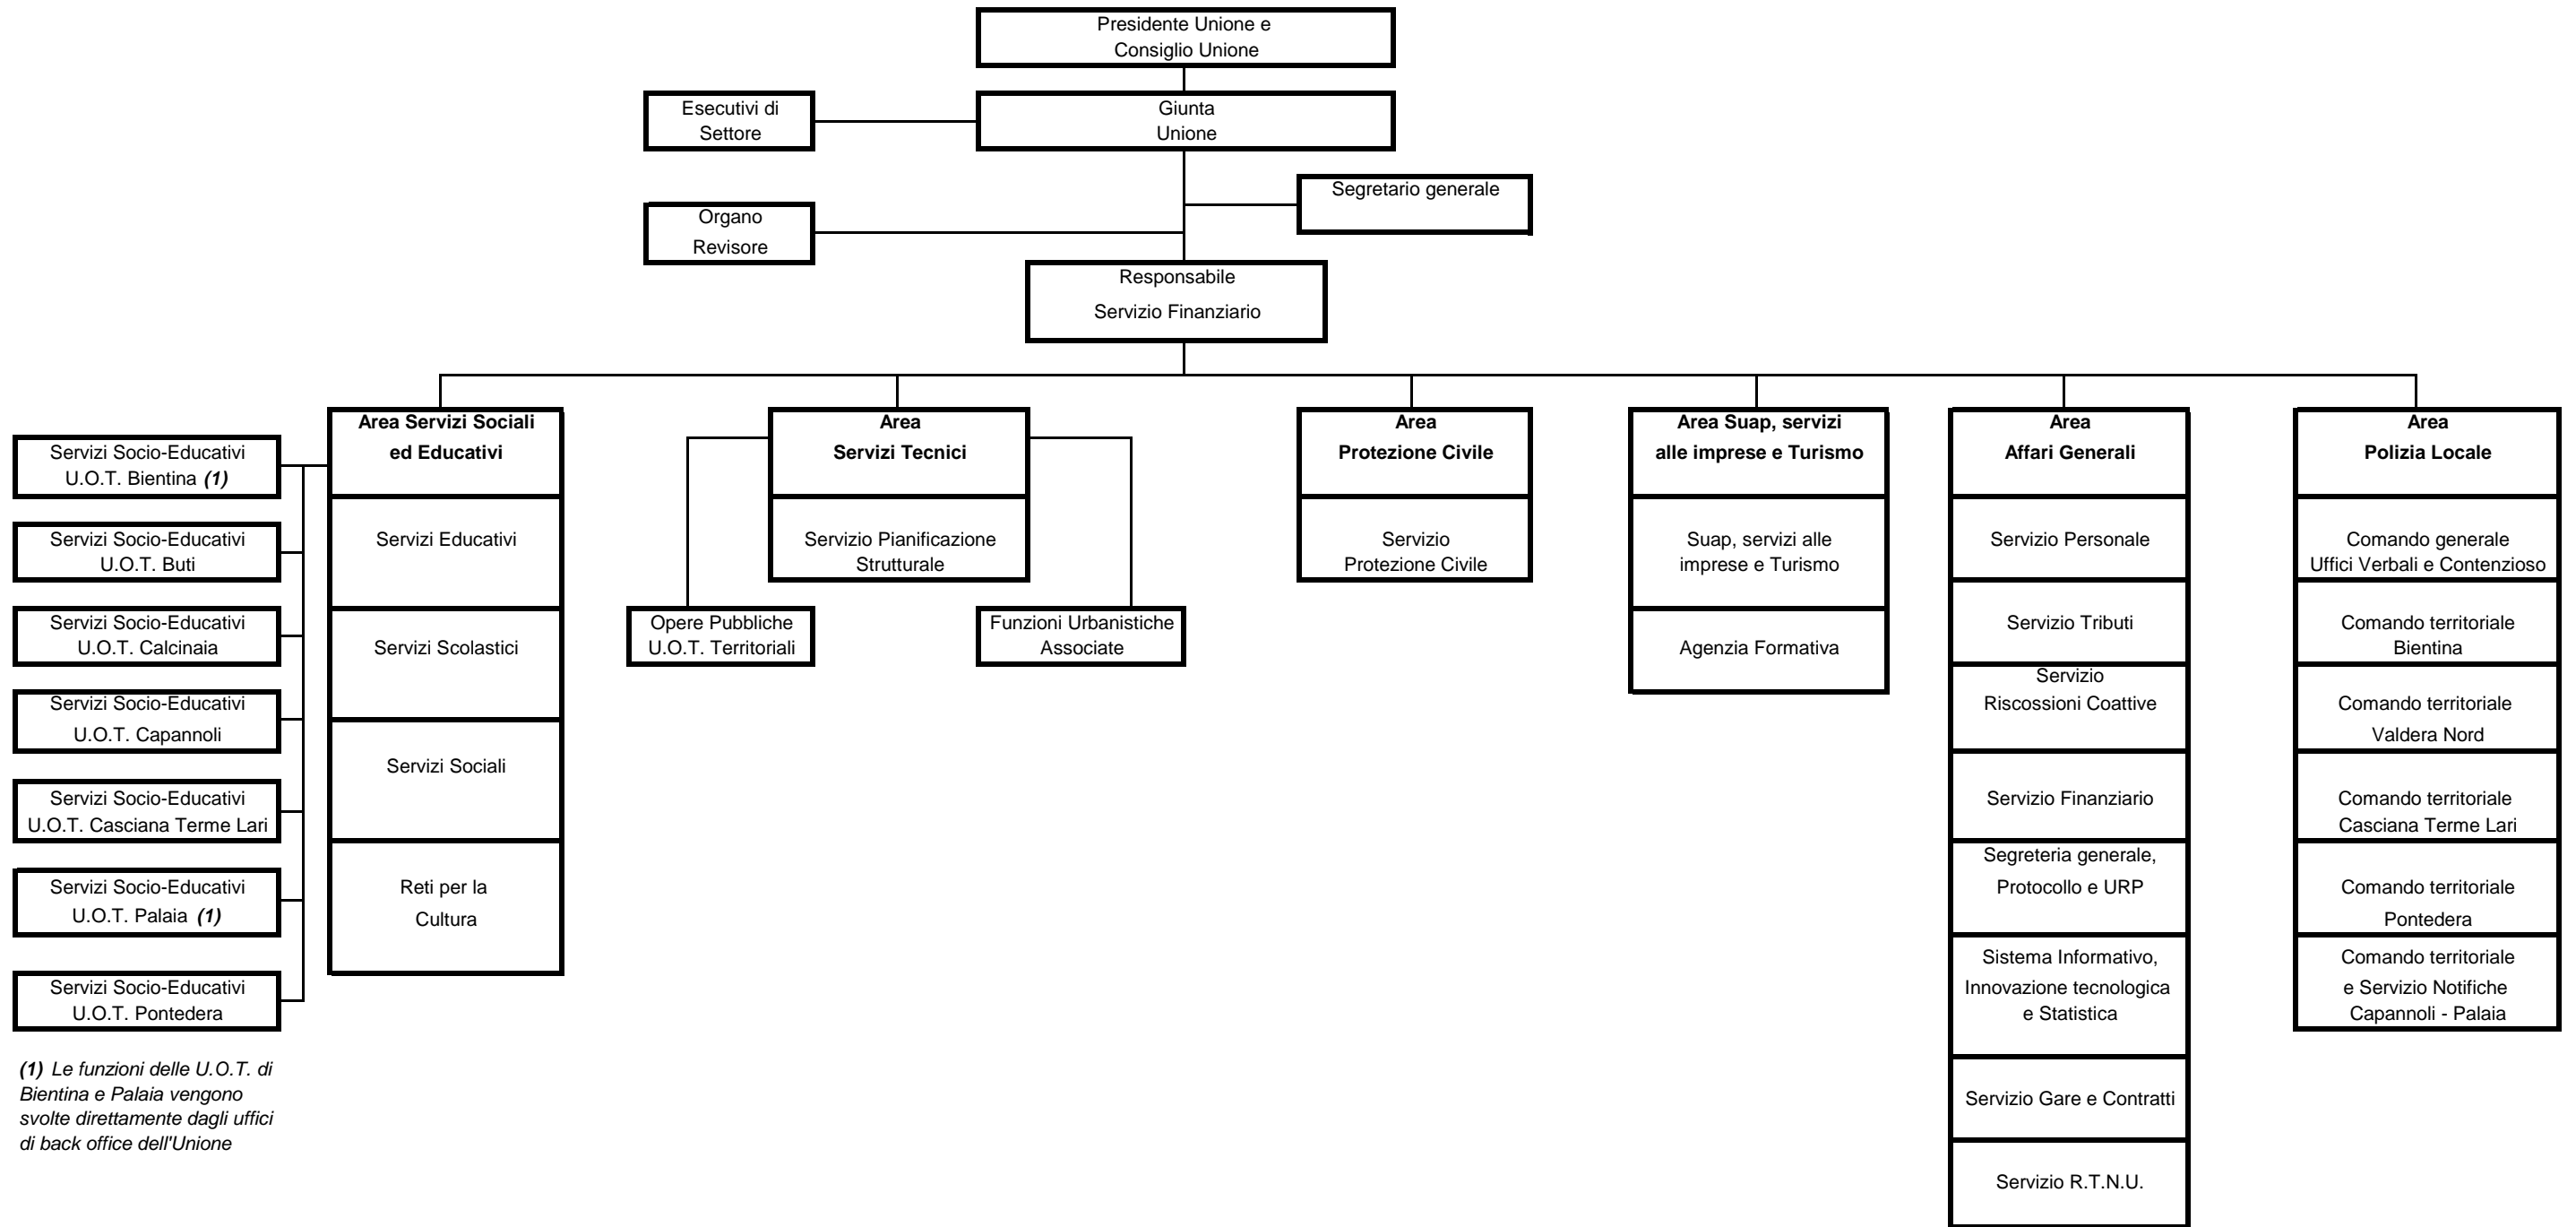 Presidente Unione e
Consiglio Unione
Esecutivi di
Settore
Giunta
Unione
Segretario generale
Organo
Revisore
Responsabile
Servizio Finanziario
Servizi Socio-Educativi
U.O.T. Bientina (1)
Servizi Socio-Educativi
U.O.T. Buti
Servizi Socio-Educativi
U.O.T. Calcinaia
Servizi Socio-Educativi
U.O.T. Capannoli
Servizi Socio-Educativi
U.O.T. Casciana Terme Lari
Servizi Socio-Educativi
U.O.T. Palaia (1)
Servizi Socio-Educativi
U.O.T. Pontedera
(1) Le funzioni delle U.O.T. di
Bientina e Palaia vengono
svolte direttamente dagli uffici
di back office dell'Unione
Area Servizi Sociali
ed Educativi
Servizi Educativi
Servizi Scolastici
Servizi Sociali
Reti per la
Cultura
Area
Servizi Tecnici
Servizio Pianificazione
Strutturale
Opere Pubbliche
U.O.T. Territoriali
Funzioni Urbanistiche
Associate
Area
Protezione Civile
Servizio
Protezione Civile
Area Suap, servizi
alle imprese e Turismo
Suap, servizi alle
imprese e Turismo
Agenzia Formativa
Area
Affari Generali
Servizio Personale
Servizio Tributi
Servizio
Riscossioni Coattive
Servizio Finanziario
Segreteria generale,
Protocollo e URP
Sistema Informativo,
Innovazione tecnologica
e Statistica
Servizio Gare e Contratti
Servizio R.T.N.U.
Area
Polizia Locale
Comando generale
Uffici Verbali e Contenzioso
Comando territoriale
Bientina
Comando territoriale
Valdera Nord
Comando territoriale
Casciana Terme Lari
Comando territoriale
Pontedera
Comando territoriale
e Servizio Notifiche
Capannoli - Palaia